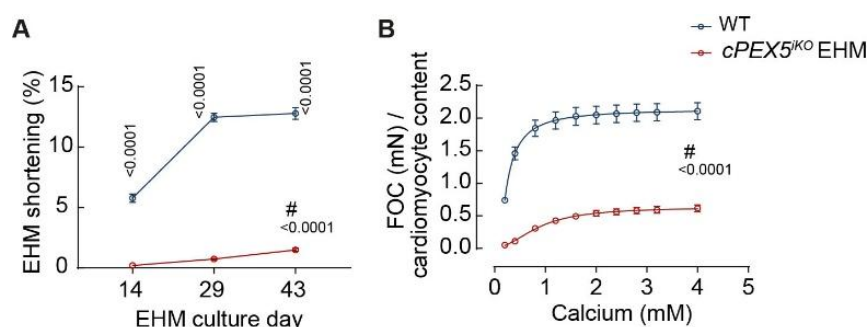 A
EHM shortening (%)
15
10
5
0
<0.0001
<0.0001
<0.0001
#
<0.0001
14
29
43
EHM culture day
B
WT
cPEX5iKO EHM
FOC (mN) /
cardiomyocyte content
2.5
2.0
1.5
1.0
0.5
0.0
#
<0.0001
0
1
2
3
4
5
Calcium (mM)